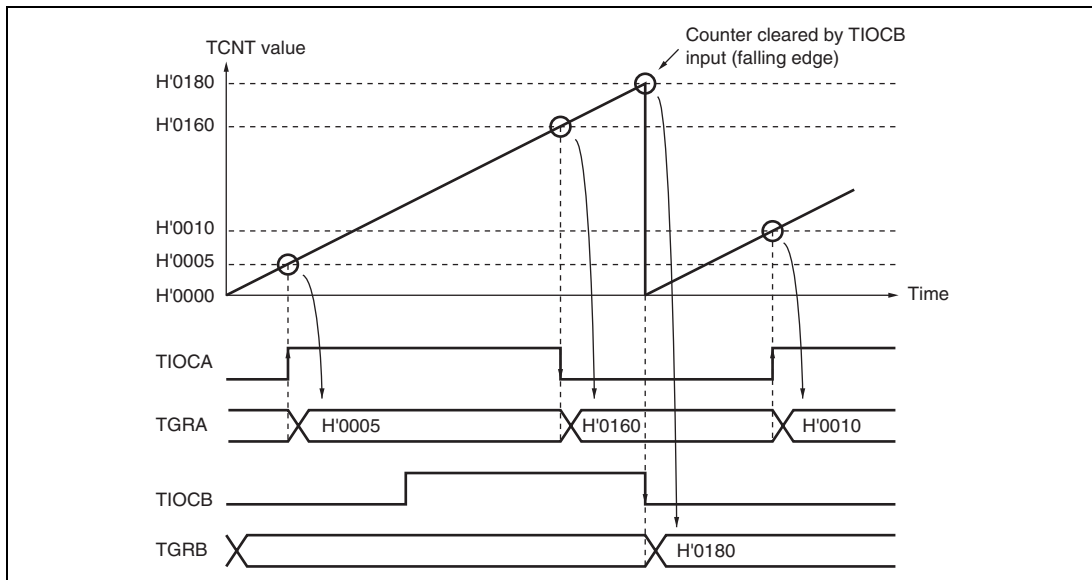 Counter cleared by TIOCB
input (falling edge)
TCNT value
H'0180
H'0160
H'0010
H'0005
H'0000
Time
TIOCA
TGRA
H'0005
H'0160
H'0010
TIOCB
TGRB
H'0180